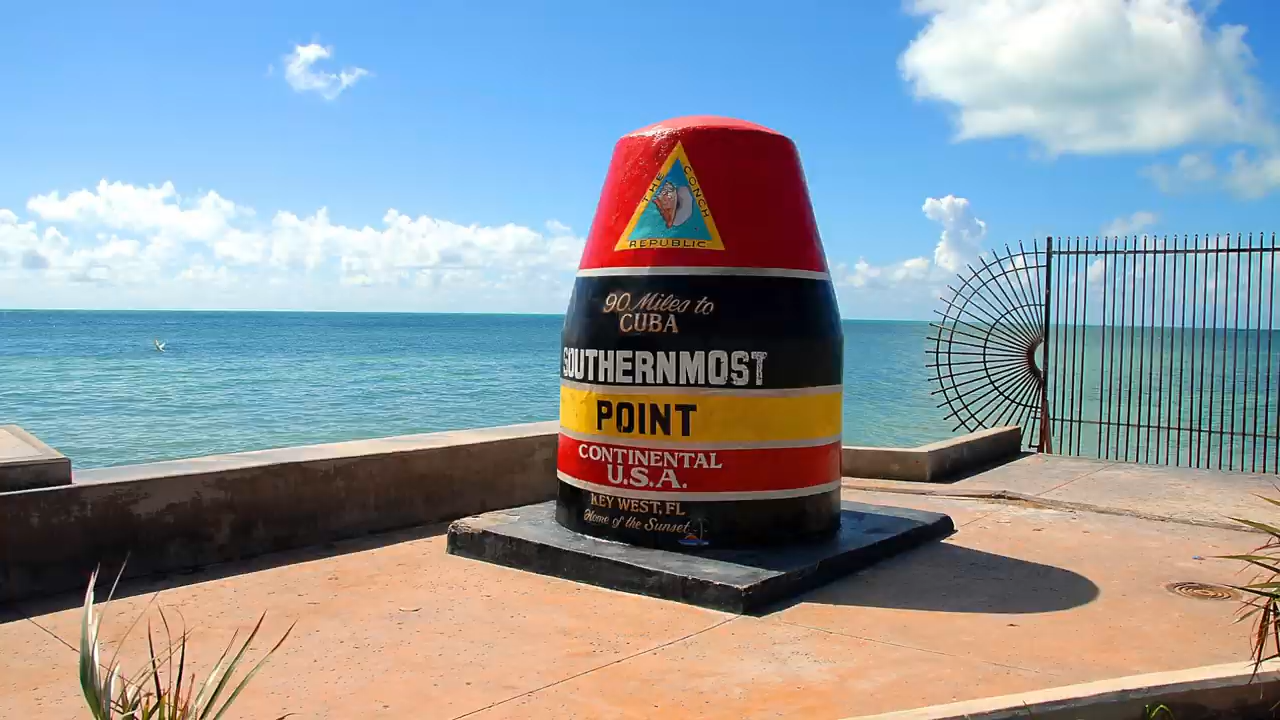 THE CONCH
REPUBLIC
90 Miles to
CUBA
SOUTHERNMOST
POINT
CONTINENTAL
U.S.A.
KEY WEST, FL
Home of the Sunset